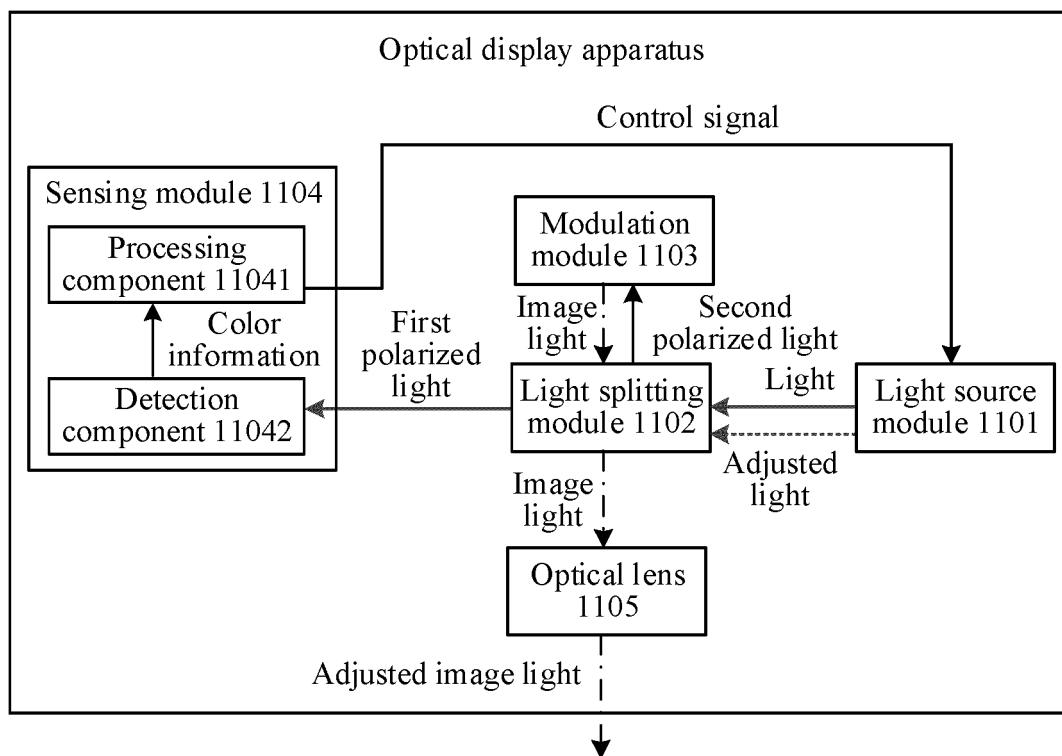 Optical display apparatus
Control signal
Sensing module 1104
Processing
component 11041
Color
information
Detection
component 11042
First
polarized
light
Modulation
module 1103
Image
light
Second
polarized light
Light splitting
module 1102
Light
Adjusted
light
Light source
module 1101
Image
light
Optical lens
1105
Adjusted image light